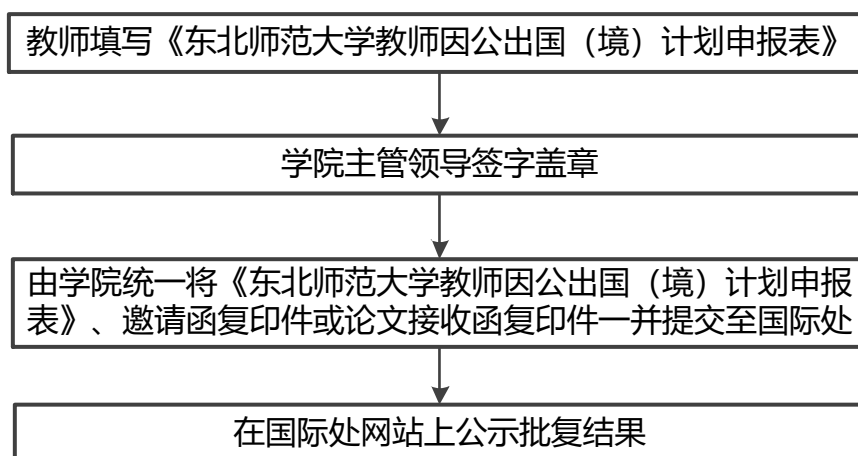 教师填写《东北师范大学教师因公出国（境）计划申报表》
学院主管领导签字盖章
由学院统一将《东北师范大学教师因公出国（境）计划申报
表》、邀请函复印件或论文接收函复印件一并提交至国际处
在国际处网站上公示批复结果